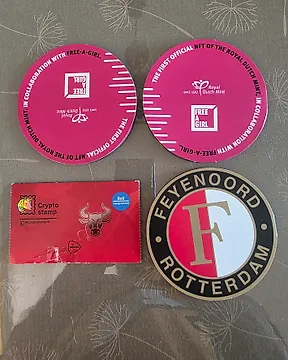 THE FIRST OFFICIAL NFT OF THE ROYAL DUTCH MINT, IN COLLABORATION WITH FREE-A-GIRL.
FREE
A
GIRL
Royal
Dutch Mint
THE FIRST OFFICIAL NFT OF THE ROYAL DUTCH MINT, IN COLLABORATION WITH FREE-A-GIRL.
Royal
Dutch Mint
FREE
A
GIRL
Crypto
stamp
FEYENOORD
F
ROTTERDAM